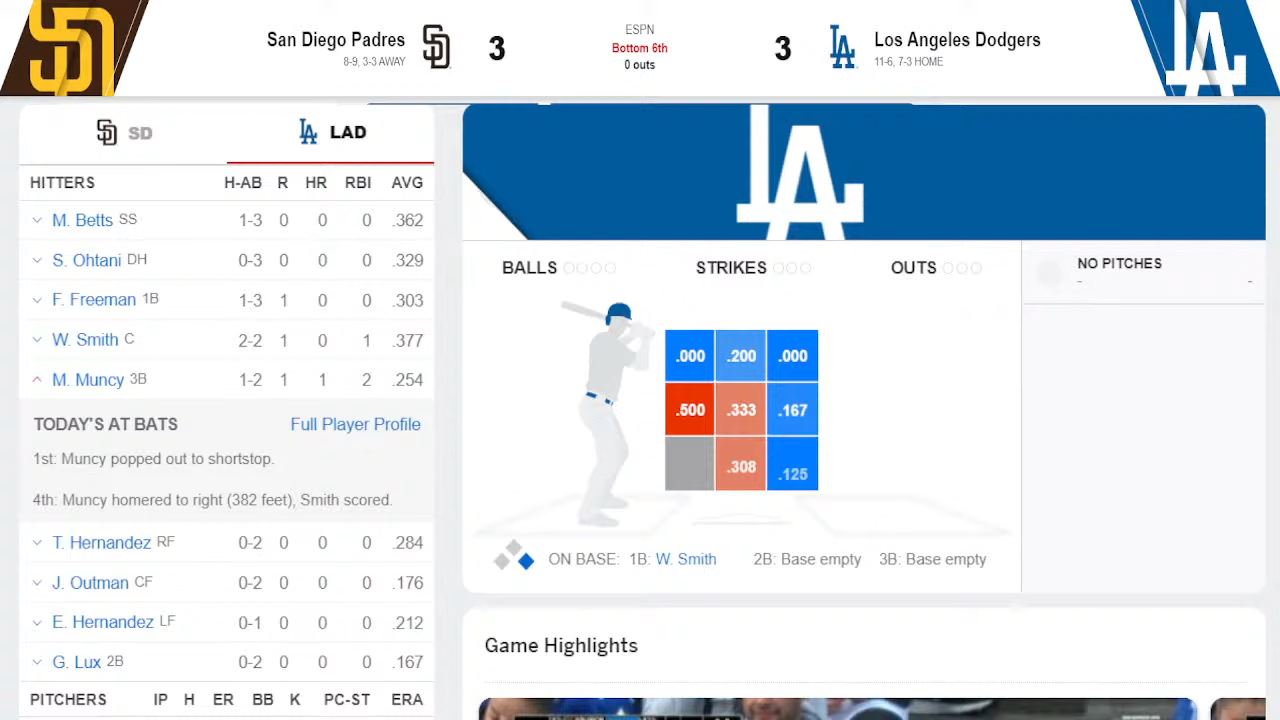 San Diego Padres SD 3 ESPN 3 LA Los Angeles Dodgers
8-9, 3-3 AWAY Bottom 6th 11-6, 7-3 HOME
0 outs
SD SD LA LAD
HITTERS H-AB R HR RBI AVG
M. Betts SS 1-3 0 0 0 .362
S. Ohtani DH 0-3 0 0 0 .329
F. Freeman 1B 1-3 1 0 0 .303
W. Smith C 2-2 1 0 1 .377
M. Muncy 3B 1-2 1 1 2 .254
TODAY'S AT BATS Full Player Profile
1st: Muncy popped out to shortstop.
4th: Muncy homered to right (382 feet), Smith scored.
T. Hernandez RF 0-2 0 0 0 .284
J. Outman CF 0-2 0 0 0 .176
E. Hernandez LF 0-1 0 0 0 .212
G. Lux 2B 0-2 0 0 0 .167
PITCHERS IP H ER BB K PC-ST ERA
LA
BALLS STRIKES OUTS
NO PITCHES
- -
.000 .200 .000
.500 .333 .167
.308 .125
ON BASE: 1B: W. Smith 2B: Base empty 3B: Base empty
Game Highlights